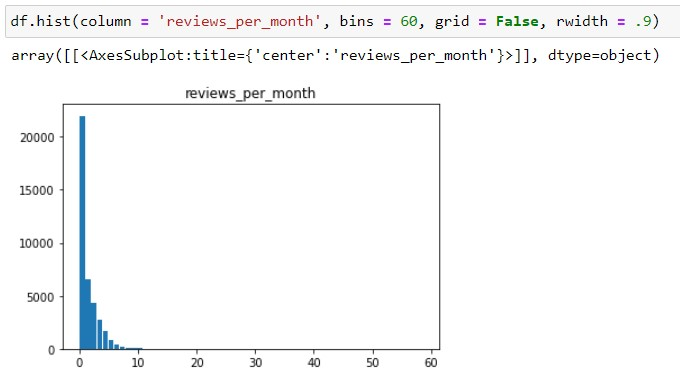 df.hist(column = 'reviews_per_month', bins = 60, grid = False, rwidth = .9)
array([[<AxesSubplot:title={'center':'reviews_per_month'}>]], dtype=object)
reviews_per_month
20000
15000
10000
5000
0
0 10 20 30 40 50 60